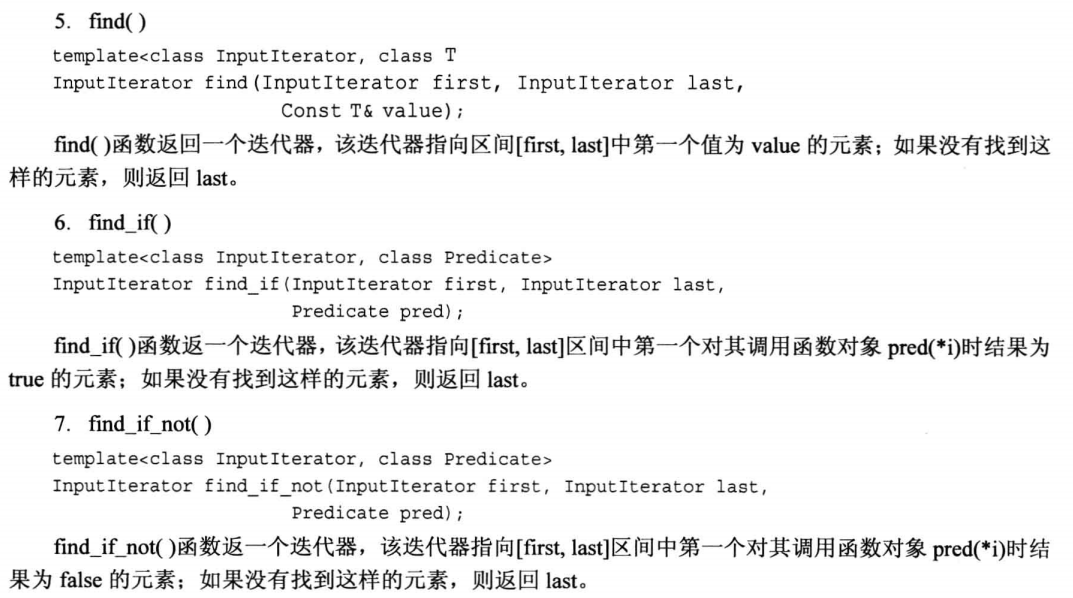 5. find( )
template<class InputIterator, class T
InputIterator find(InputIterator first, InputIterator last,
Const T& value);
find( )函数返回一个迭代器，该迭代器指向区间[first, last]中第一个值为 value 的元素；如果没有找到这
样的元素，则返回 last。
6. find_if( )
template<class InputIterator, class Predicate>
InputIterator find_if(InputIterator first, InputIterator last,
Predicate pred);
find_if( )函数返一个迭代器，该迭代器指向[first, last]区间中第一个对其调用函数对象 pred(*i)时结果为
true 的元素；如果没有找到这样的元素，则返回 last。
7. find_if_not( )
template<class InputIterator, class Predicate>
InputIterator find_if_not(InputIterator first, InputIterator last,
Predicate pred);
find_if_not( )函数返一个迭代器，该迭代器指向[first, last]区间中第一个对其调用函数对象 pred(*i)时结
果为 false 的元素；如果没有找到这样的元素，则返回 last。